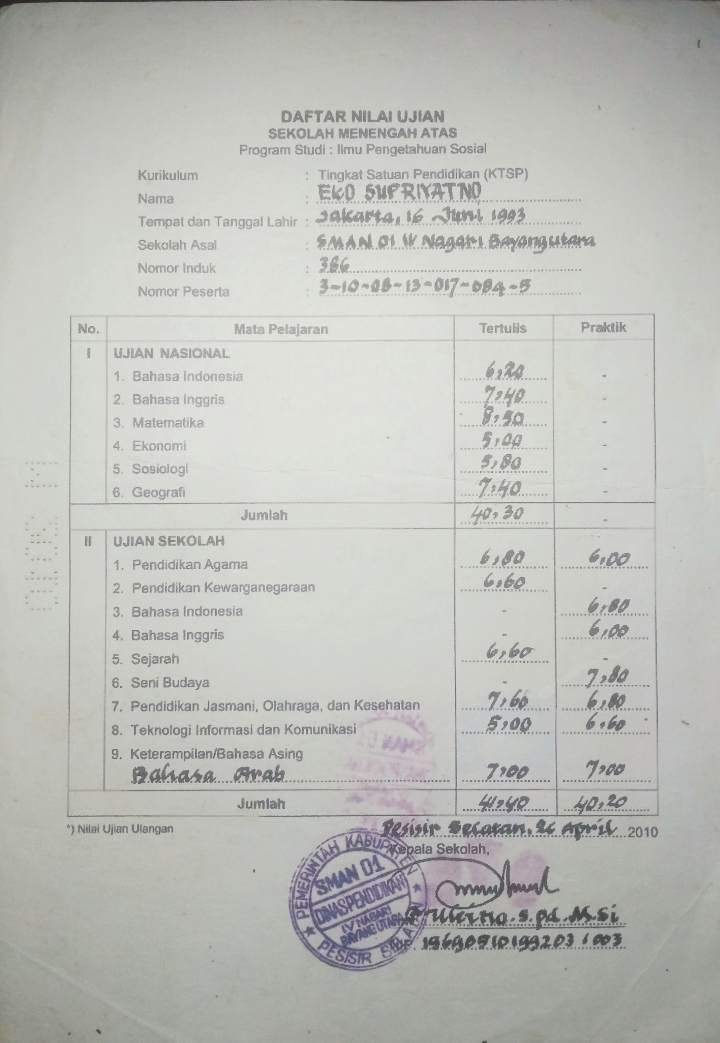 DAFTAR NILAI UJIAN
SEKOLAH MENENGAH ATAS
Program Studi : Ilmu Pengetahuan Sosial
Kurikulum : Tingkat Satuan Pendidikan (KTSP)
Nama : EKO SUPRIYATNO
Tempat dan Tanggal Lahir : Jakarta, 16 Juni 1993
Sekolah Asal : SMAN 01 IV Nagari Bayang utara
Nomor Induk : 386
Nomor Peserta : 3-10-08-13-017-084-5
No. Mata Pelajaran Tertulis Praktik
I UJIAN NASIONAL
1. Bahasa Indonesia 6,20 -
2. Bahasa Inggris 7,40 -
3. Matematika 8,50 -
4. Ekonomi 5,00 -
5. Sosiologi 5,80 -
6. Geografi 7,40 -
Jumlah 40,30 -
II UJIAN SEKOLAH
1. Pendidikan Agama 6,80 6,00
2. Pendidikan Kewarganegaraan 6,60 -
3. Bahasa Indonesia - 6,80
4. Bahasa Inggris - 6,00
5. Sejarah 6,60 -
6. Seni Budaya - 7,80
7. Pendidikan Jasmani, Olahraga, dan Kesehatan 7,60
8. Teknologi Informasi dan Komunikasi 5,00 6,60
9. Keterampilan/Bahasa Asing
Bahasa Arab 7,00 7,00
Jumlah 40,20
*) Nilai Ujian Ulangan
Pesisir Selatan, 26 April 2010
Kepala Sekolah,
PEMERINTAH KABUPATEN
SMAN 01
DINAS PENDIDIKAN
IV NAGARI
BAYANG UTARA
PESISIR
S.pd. M.Si